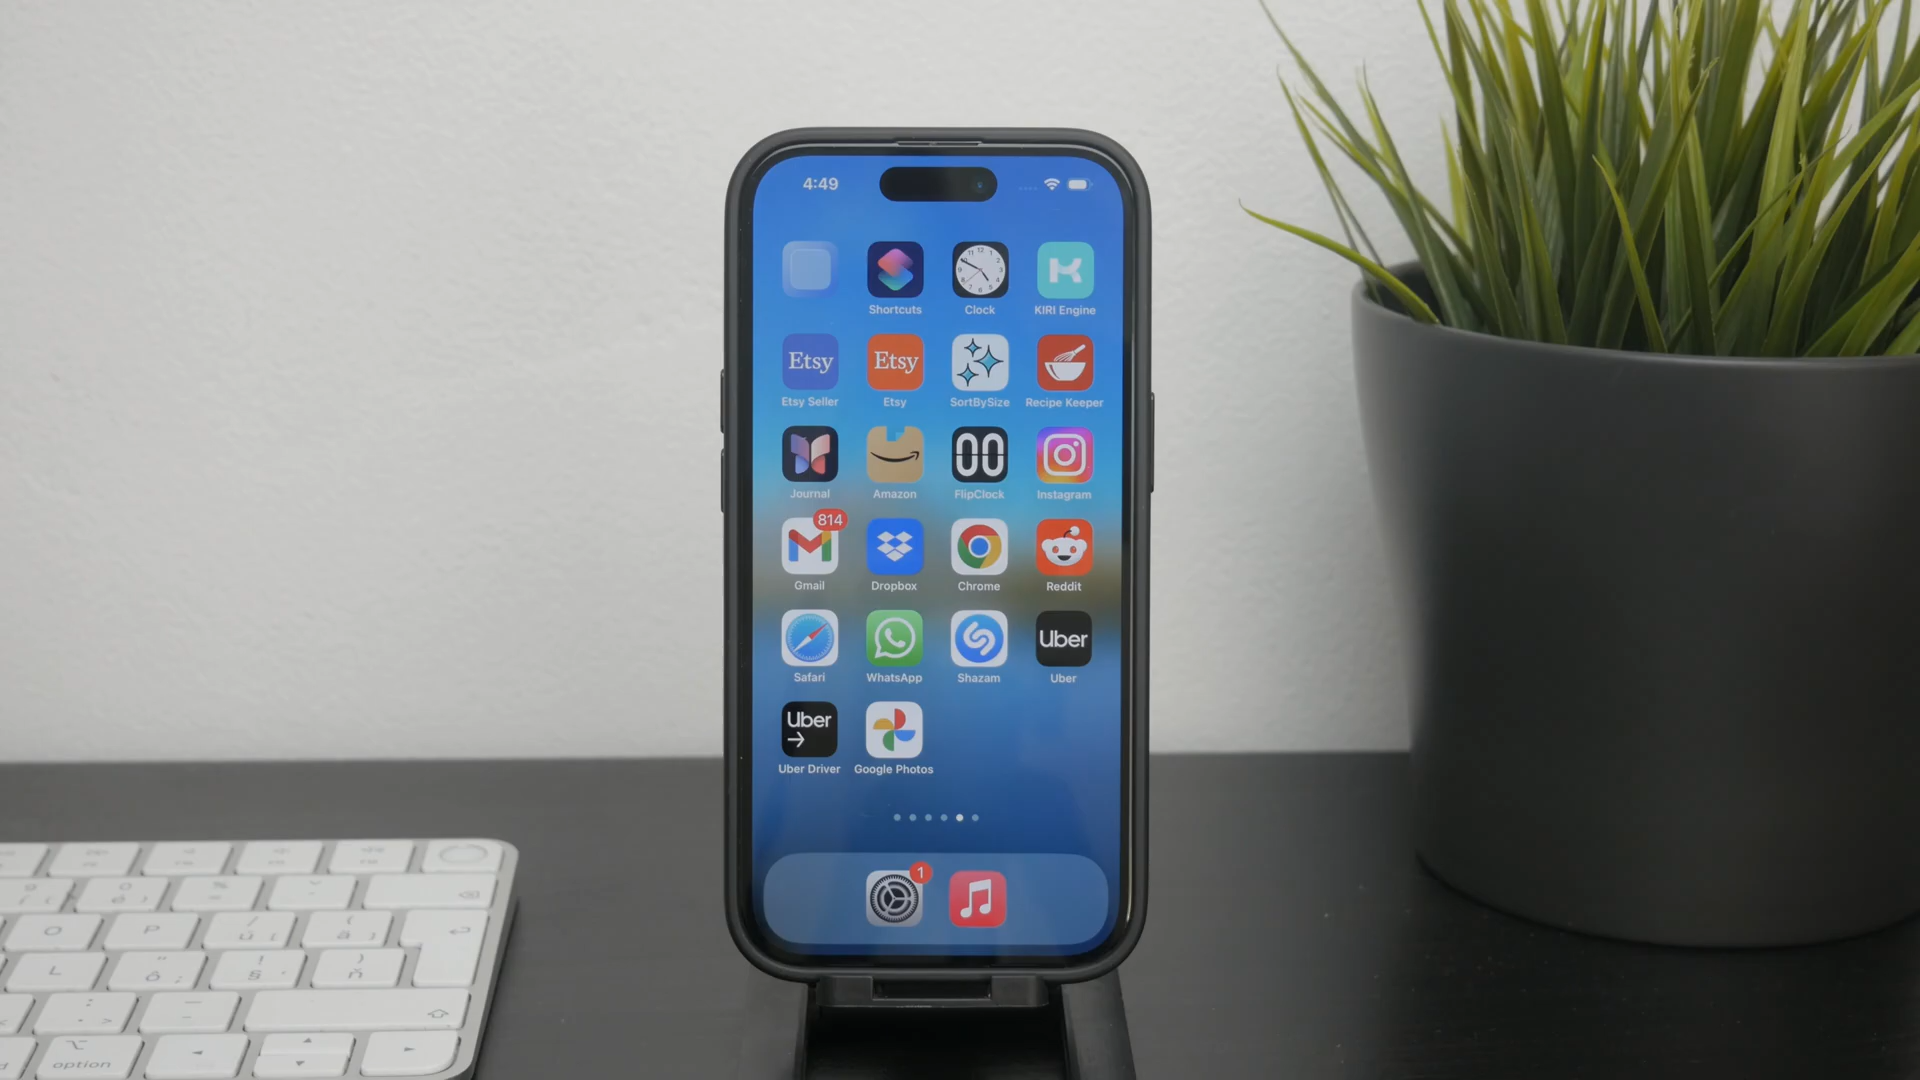 4:49
Shortcuts Clock KIRI Engine
Etsy Etsy
Etsy Seller Etsy SortBySize Recipe Keeper
00
Journal Amazon FlipClock Instagram
814
Gmail Dropbox Chrome Reddit
Uber
Safari WhatsApp Shazam Uber
Uber
Uber Driver Google Photos
1
O P
L
option